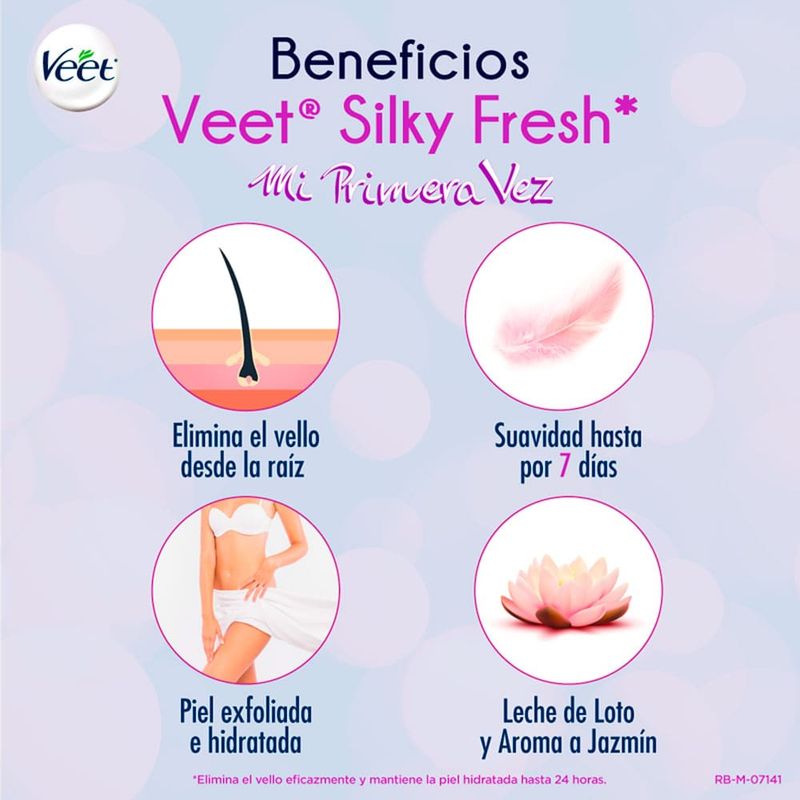 Veet
Beneficios
Veet® Silky Fresh*
Mi Primera Vez
Elimina el vello
desde la raíz
Suavidad hasta
por 7 días
Piel exfoliada
e hidratada
Leche de Loto
y Aroma a Jazmín
*Elimina el vello eficazmente y mantiene la piel hidratada hasta 24 horas.
RB-M-07141